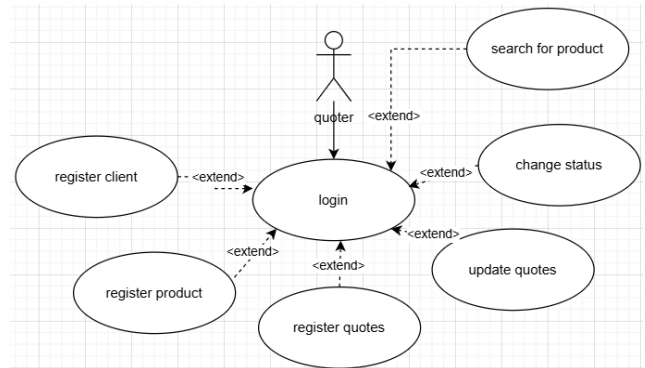 search for product
quoter
<extend>
change status
<extend>
register client
<extend>
login
<extend>
<extend>
update quotes
<extend>
register product
register quotes